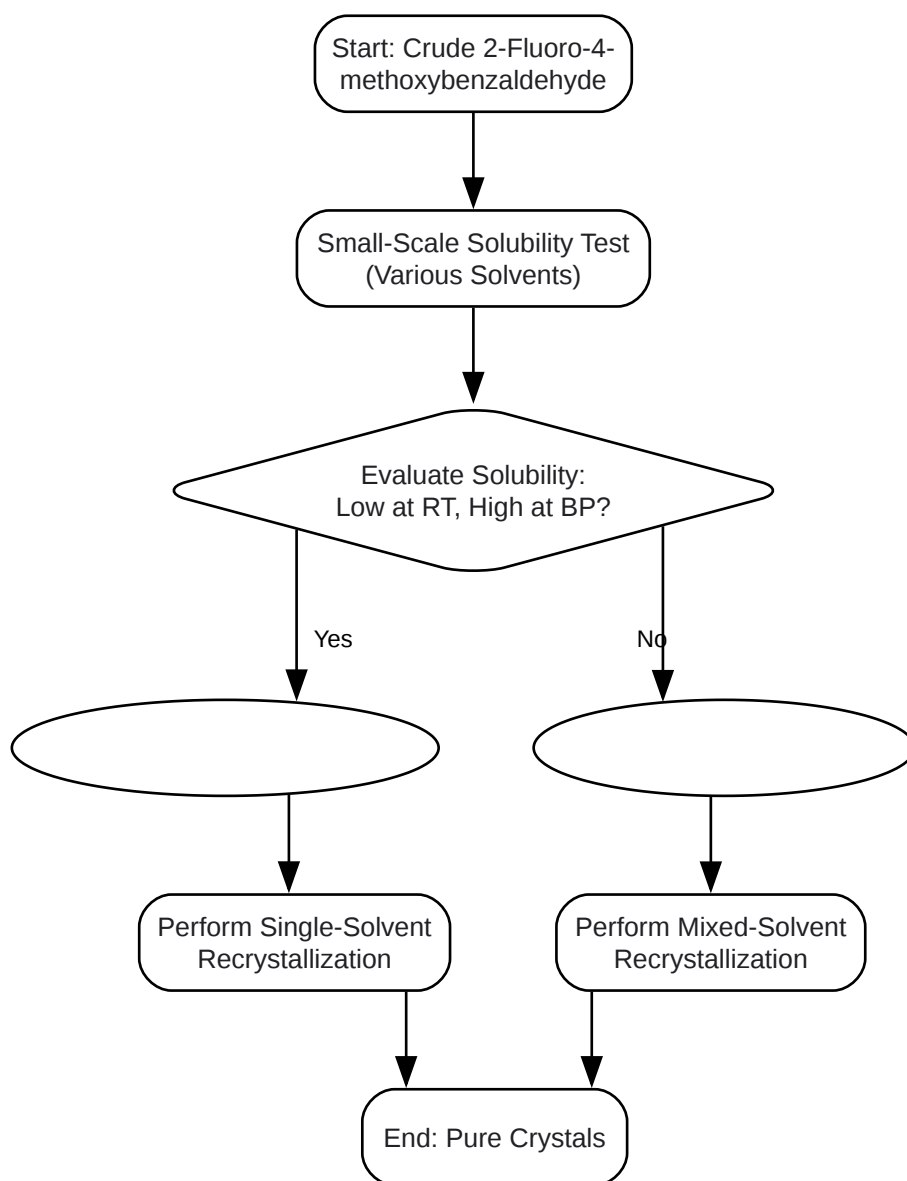 Start: Crude 2-Fluoro-4-
methoxybenzaldehyde
Small-Scale Solubility Test
(Various Solvents)
Evaluate Solubility:
Low at RT, High at BP?
Yes
No
Perform Single-Solvent
Recrystallization
Perform Mixed-Solvent
Recrystallization
End: Pure Crystals